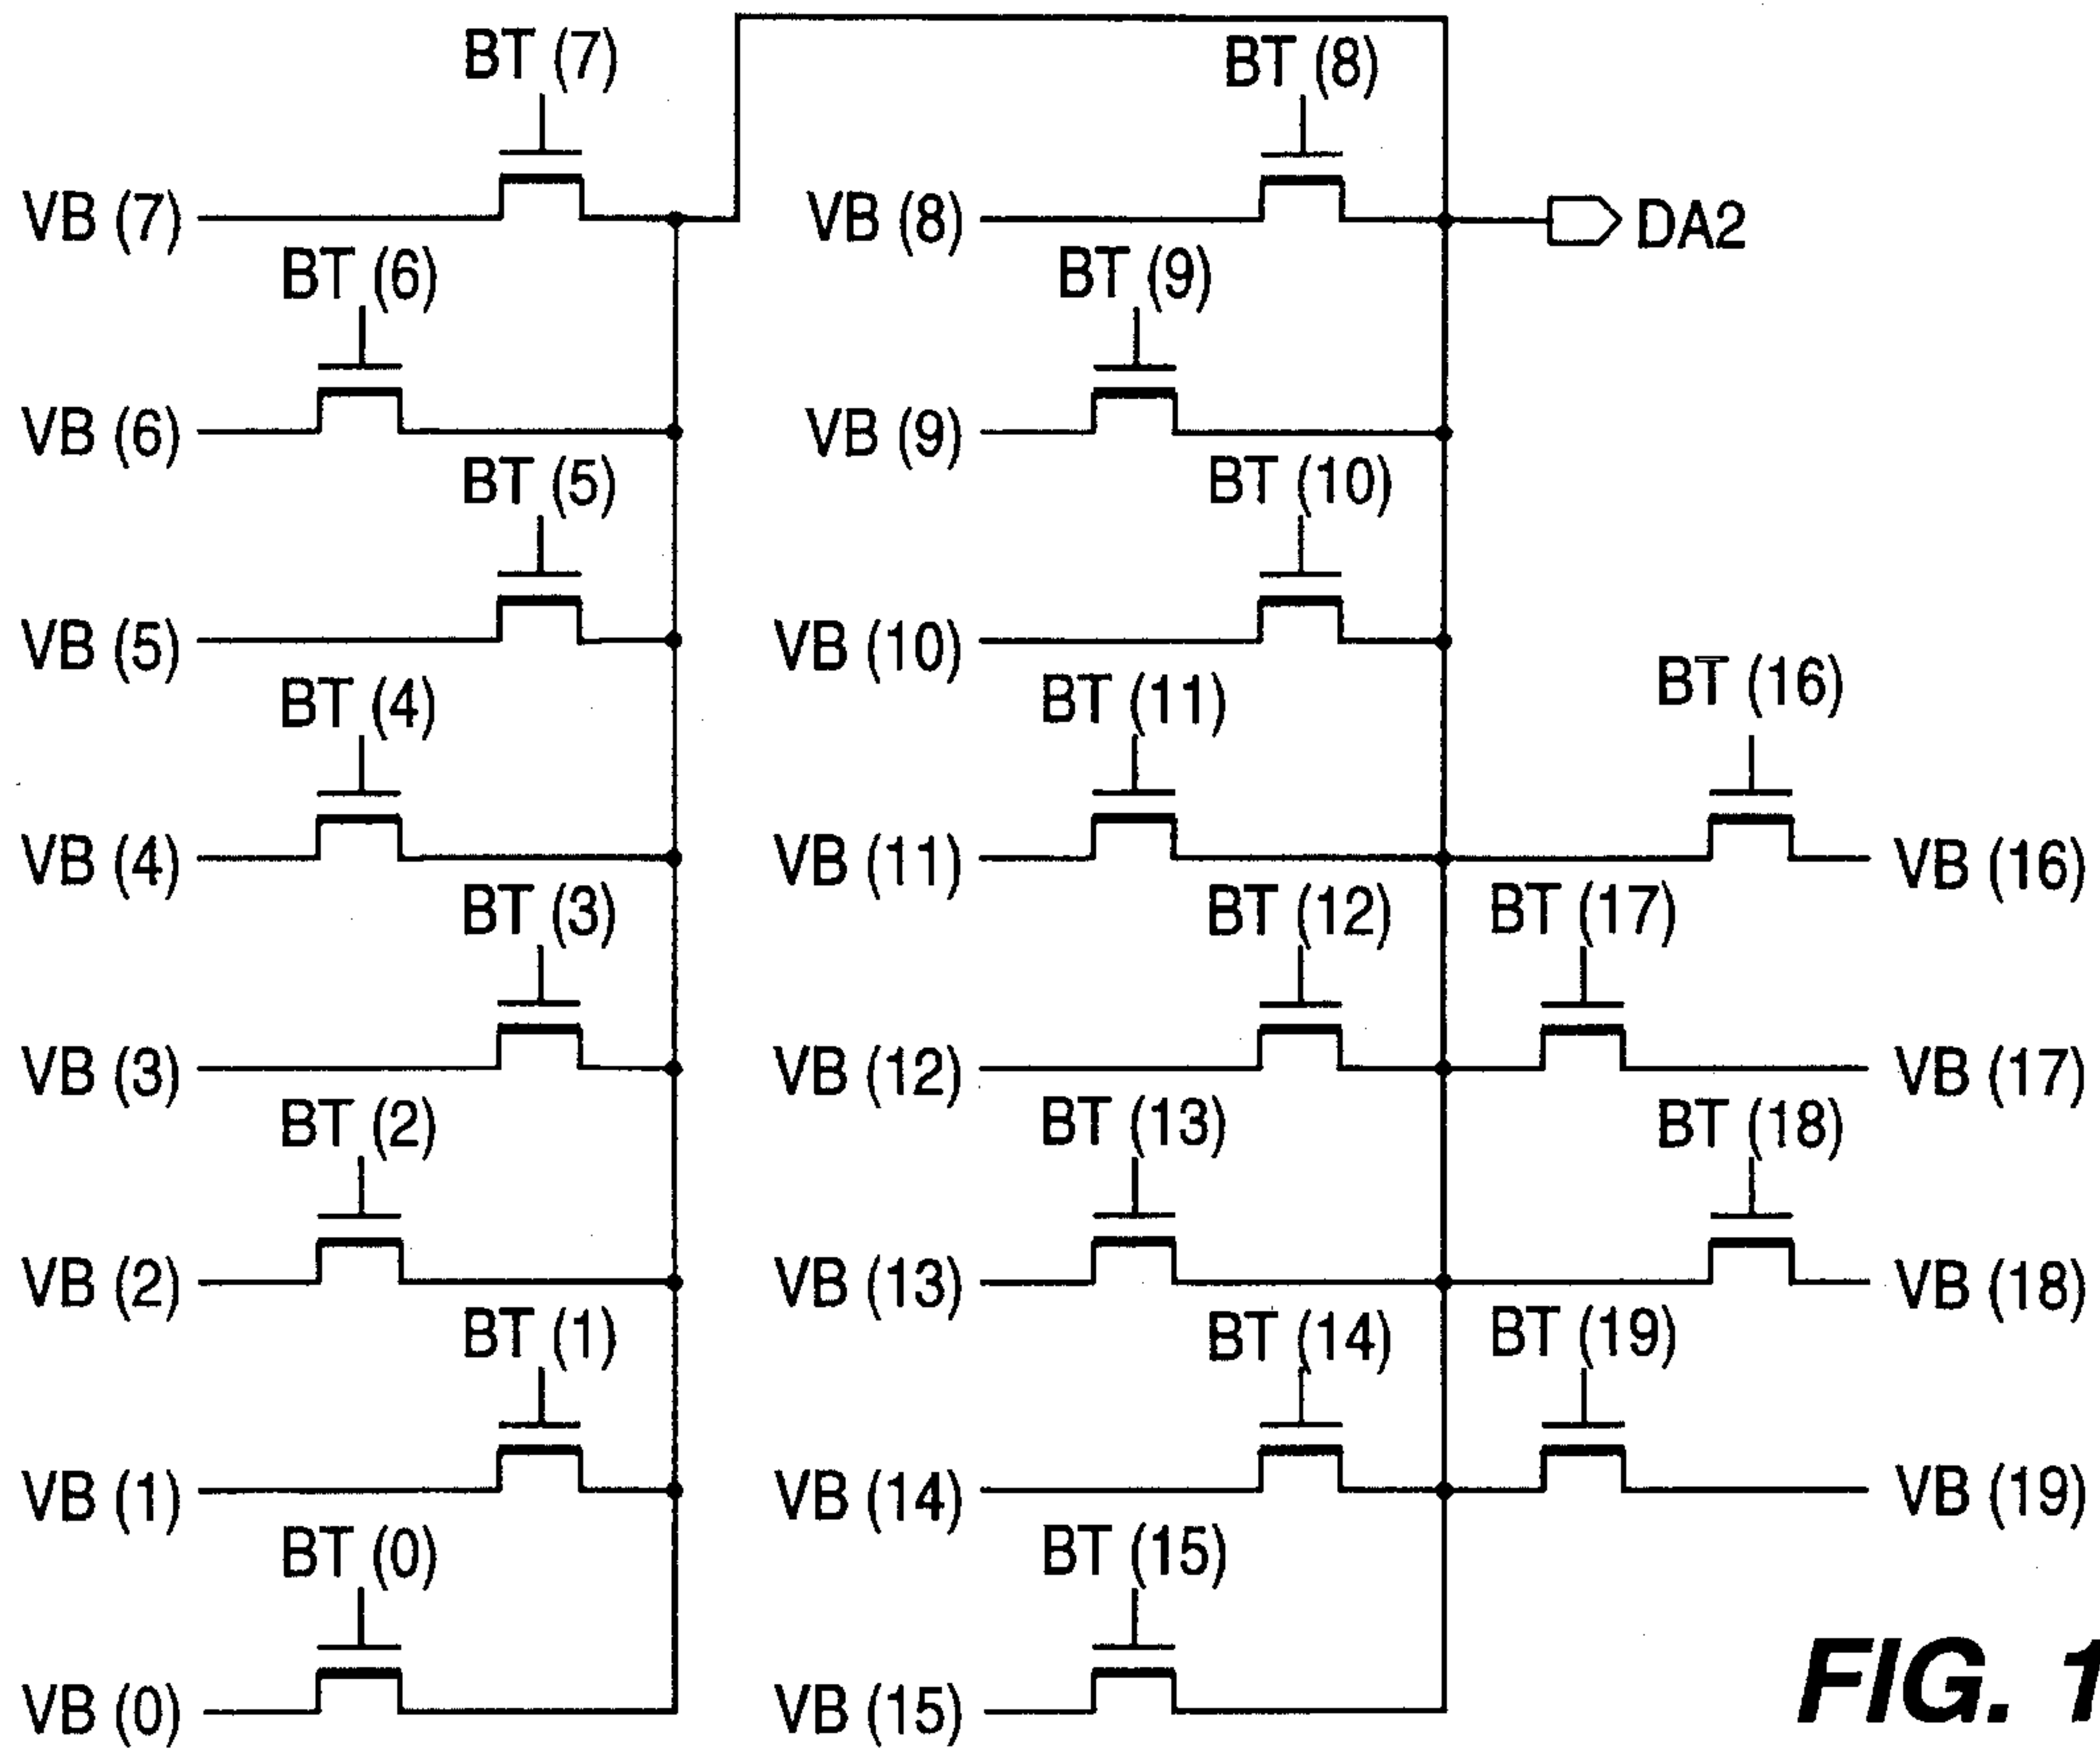 BT (7) BT (8)
VB (7) VB (8) DA2
BT (6) BT (9)
VB (6) VB (9)
BT (5) BT (10)
VB (5) VB (10)
BT (4) BT (11) BT (16)
VB (4) VB (11) VB (16)
BT (3) BT (12) BT (17)
VB (3) VB (12) VB (17)
BT (2) BT (13) BT (18)
VB (2) VB (13) VB (18)
BT (1) BT (14) BT (19)
VB (1) VB (14) VB (19)
BT (0) BT (15)
VB (0) VB (15)
FIG. 1